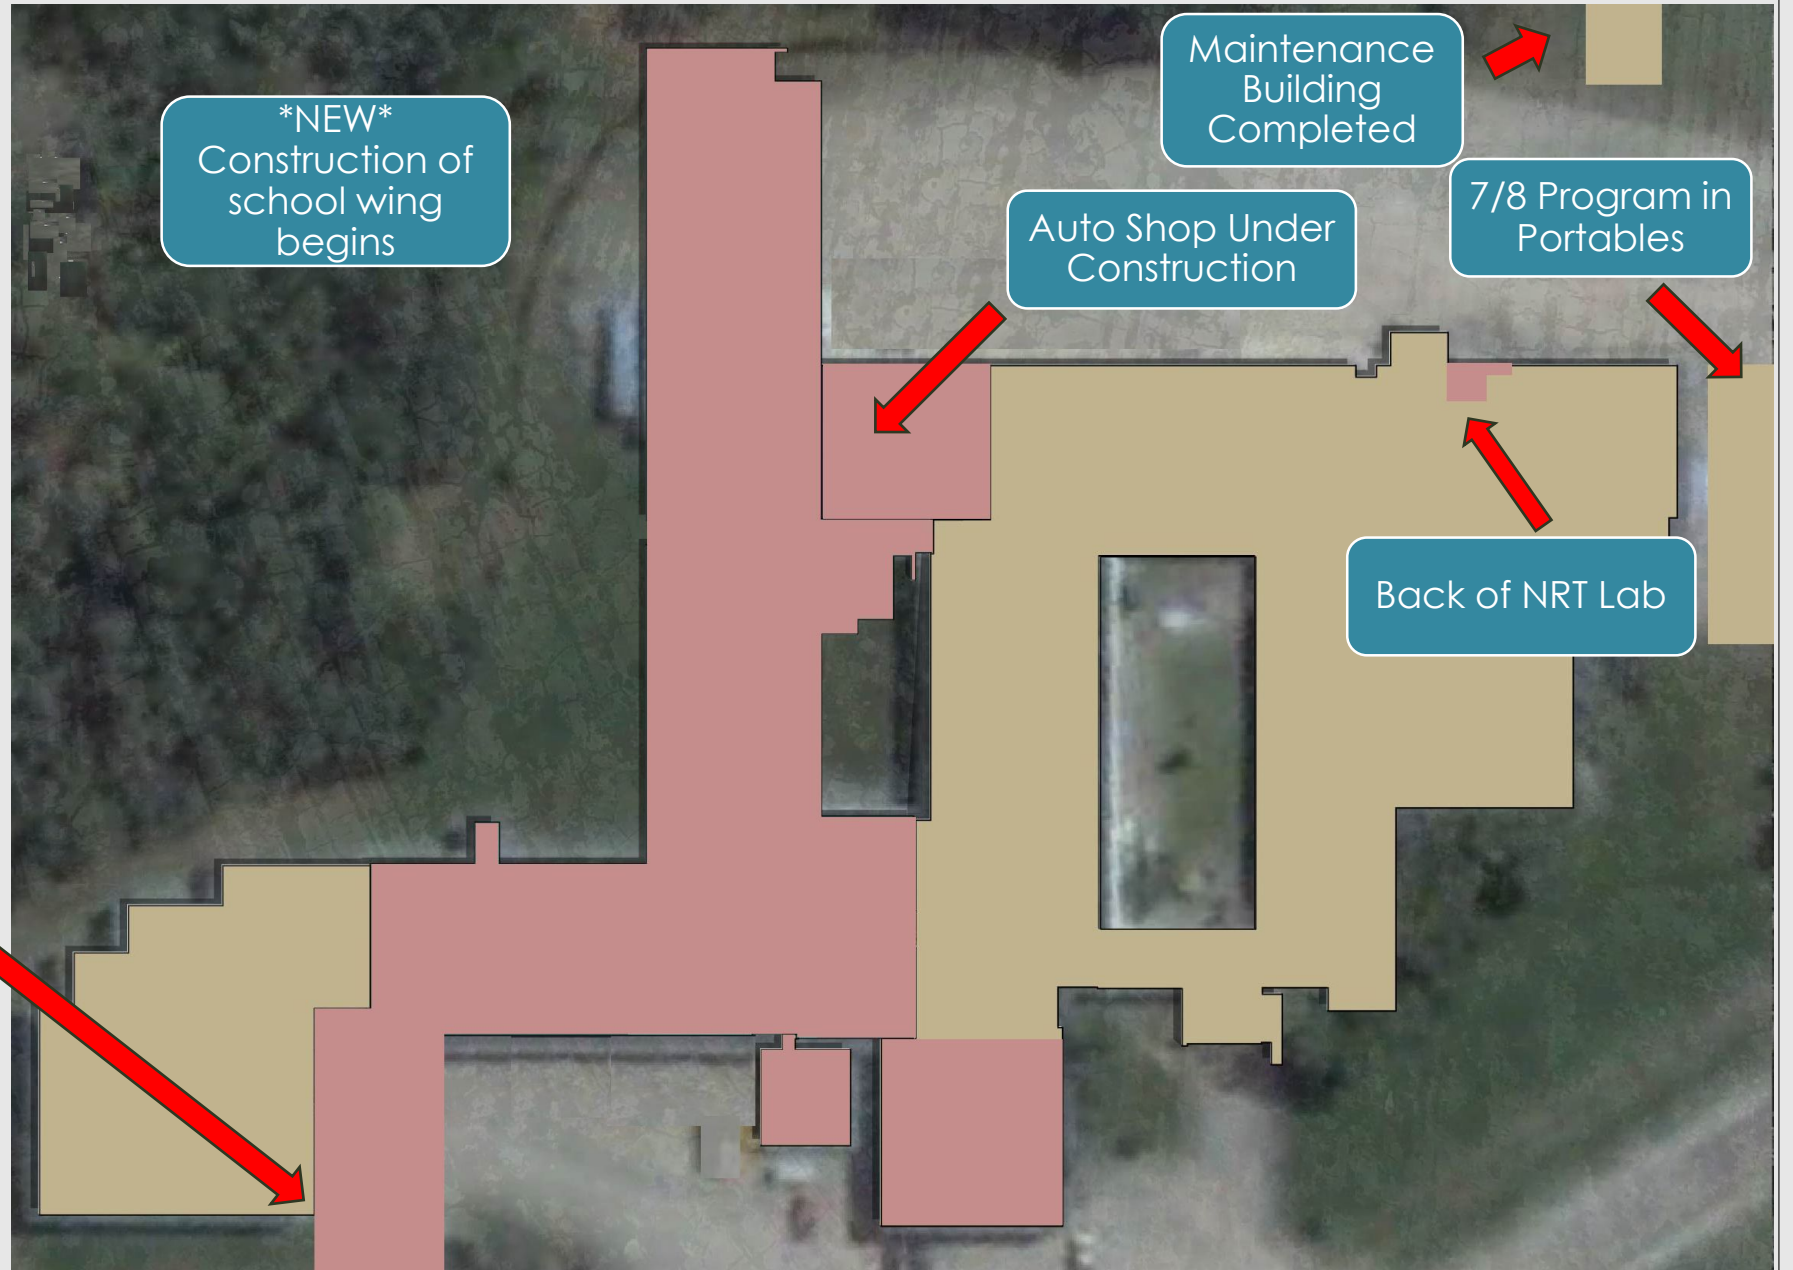 Maintenance
Building
Completed
*NEW*
Construction of
school wing
begins
7/8 Program in
Portables
Auto Shop Under
Construction
Back of NRT Lab